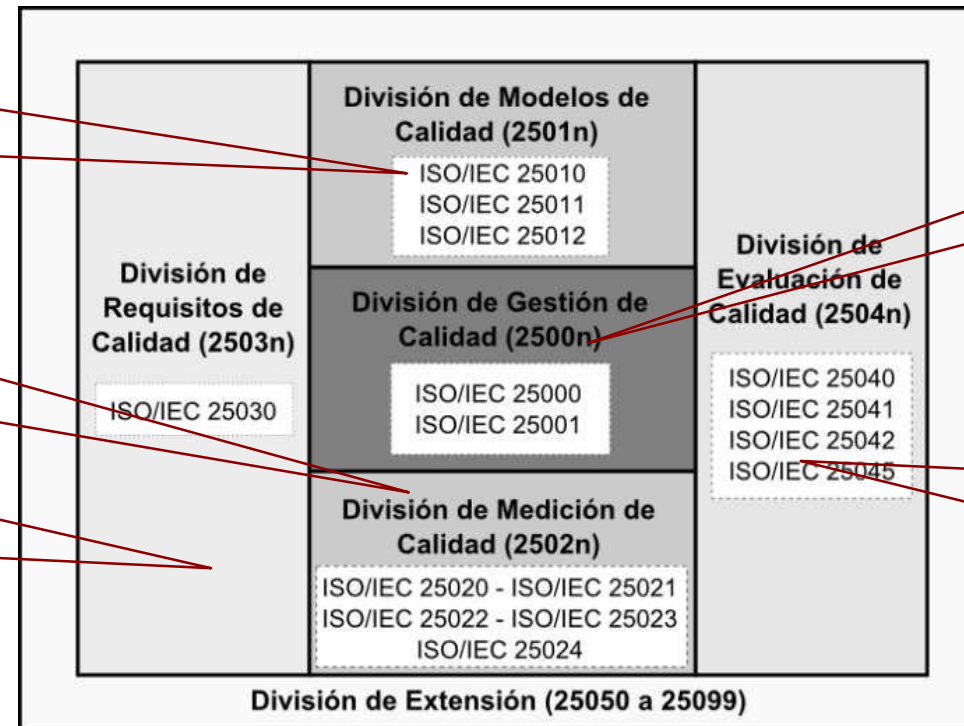 División de Modelos de
Calidad (2501n)
ISO/IEC 25010
ISO/IEC 25011
ISO/IEC 25012
División de
Requisitos de
Calidad (2503n)
ISO/IEC 25030
División de Gestión de
Calidad (2500n)
ISO/IEC 25000
ISO/IEC 25001
División de
Evaluación de
Calidad (2504n)
ISO/IEC 25040
ISO/IEC 25041
ISO/IEC 25042
ISO/IEC 25045
División de Medición de
Calidad (2502n)
ISO/IEC 25020 - ISO/IEC 25021
ISO/IEC 25022 - ISO/IEC 25023
ISO/IEC 25024
División de Extensión (25050 a 25099)